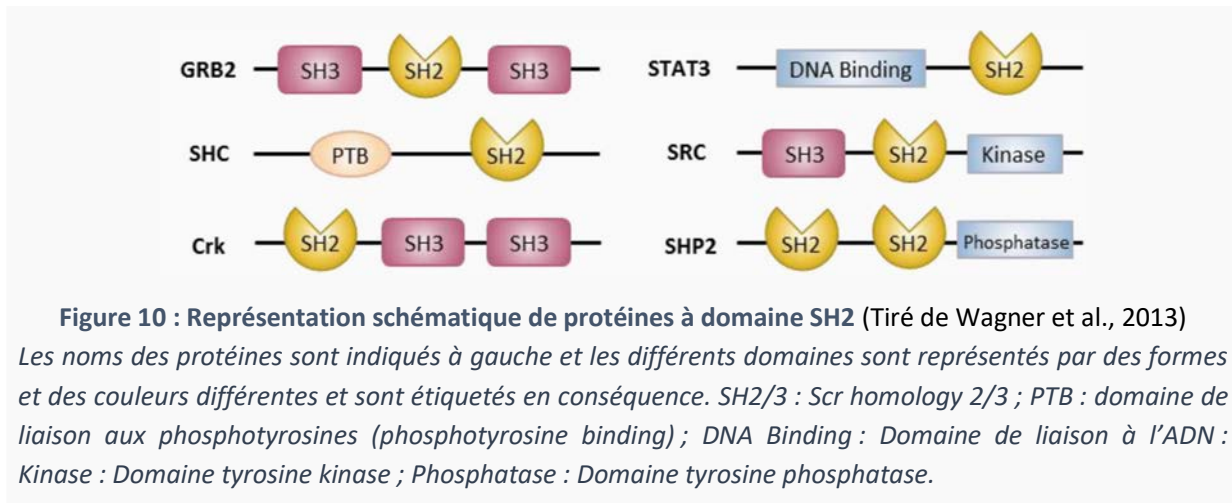 GRB2 SH3 SH2 SH3
STAT3 DNA Binding SH2
SHC PTB SH2
SRC SH3 SH2 Kinase
Crk SH2 SH3 SH3
SHP2 SH2 SH2 Phosphatase
Figure 10 : Représentation schématique de protéines à domaine SH2 (Tiré de Wagner et al., 2013)
Les noms des protéines sont indiqués à gauche et les différents domaines sont représentés par des formes
et des couleurs différentes et sont étiquetés en conséquence. SH2/3 : Scr homology 2/3 ; PTB : domaine de
liaison aux phosphotyrosines (phosphotyrosine binding) ; DNA Binding : Domaine de liaison à l’ADN :
Kinase : Domaine tyrosine kinase ; Phosphatase : Domaine tyrosine phosphatase.